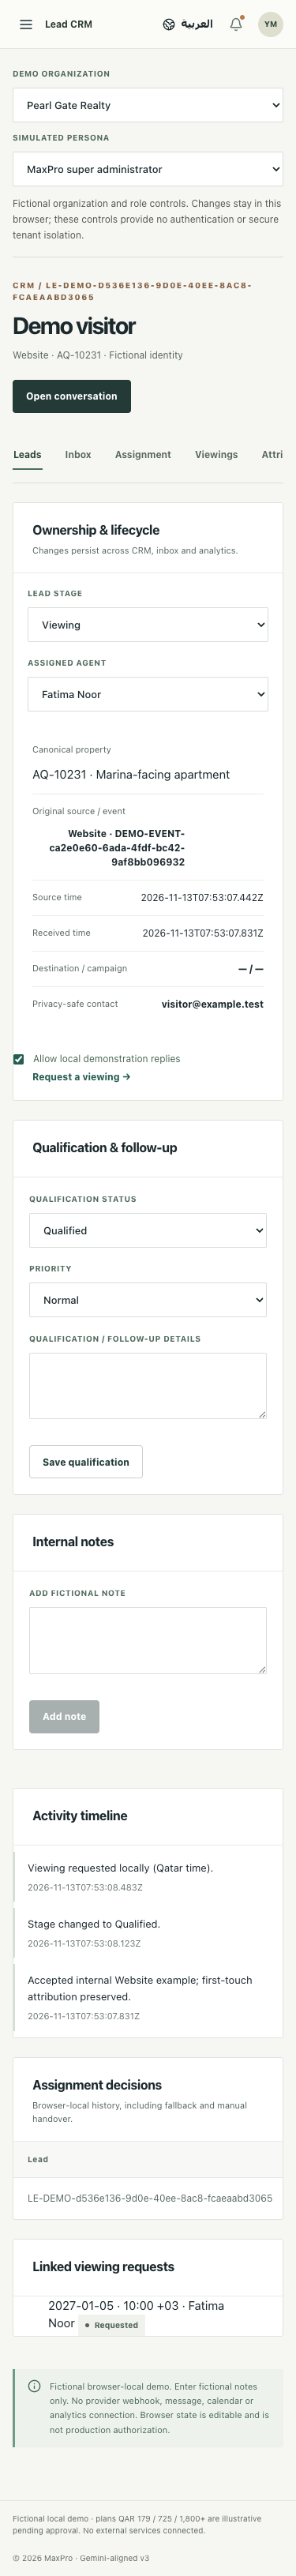 Lead CRM
العربية
YM
DEMO ORGANIZATION
Pearl Gate Realty
SIMULATED PERSONA
MaxPro super administrator
Fictional organization and role controls. Changes stay in this
browser; these controls provide no authentication or secure
tenant isolation.
CRM / LE-DEMO-D536E136-9D0E-40EE-8AC8-
FCAEAABD3065
Demo visitor
Website · AQ-10231 · Fictional identity
Open conversation
Leads Inbox Assignment Viewings Attri
Ownership & lifecycle
Changes persist across CRM, inbox and analytics.
LEAD STAGE
Viewing
ASSIGNED AGENT
Fatima Noor
Canonical property
AQ-10231 · Marina-facing apartment
Original source / event
Website · DEMO-EVENT-
ca2e0e60-6ada-4fdf-bc42-
9af8bb096932
Source time 2026-11-13T07:53:07.442Z
Received time 2026-11-13T07:53:07.831Z
Destination / campaign — / —
Privacy-safe contact visitor@example.test
Allow local demonstration replies
Request a viewing →
Qualification & follow-up
QUALIFICATION STATUS
Qualified
PRIORITY
Normal
QUALIFICATION / FOLLOW-UP DETAILS
Save qualification
Internal notes
ADD FICTIONAL NOTE
Add note
Activity timeline
Viewing requested locally (Qatar time).
2026-11-13T07:53:08.483Z
Stage changed to Qualified.
2026-11-13T07:53:08.123Z
Accepted internal Website example; first-touch
attribution preserved.
2026-11-13T07:53:07.831Z
Assignment decisions
Browser-local history, including fallback and manual
handover.
Lead
LE-DEMO-d536e136-9d0e-40ee-8ac8-fcaeaabd3065
Linked viewing requests
2027-01-05 · 10:00 +03 · Fatima
Noor Requested
Fictional browser-local demo. Enter fictional notes
only. No provider webhook, message, calendar or
analytics connection. Browser state is editable and is
not production authorization.
Fictional local demo · plans QAR 179 / 725 / 1,800+ are illustrative
pending approval. No external services connected.
© 2026 MaxPro · Gemini-aligned v3